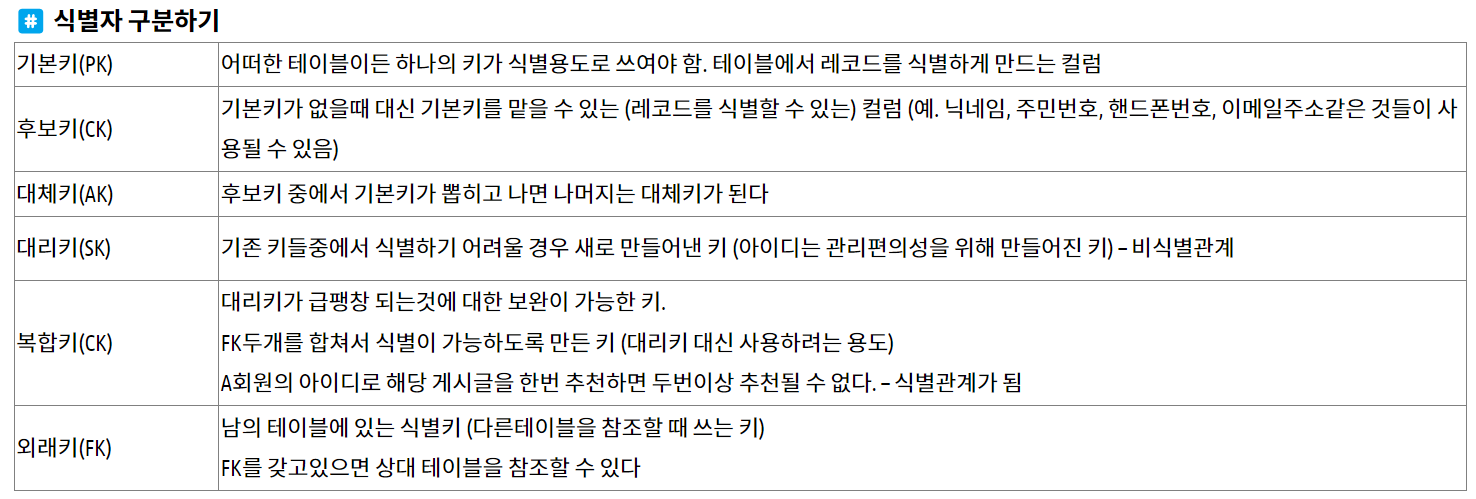 # 식별자 구분하기
기본키(PK)
어떠한 테이블이든 하나의 키가 식별용도로 쓰여야 함. 테이블에서 레코드를 식별하게 만드는 컬럼
후보키(CK)
기본키가 없을때 대신 기본키를 맡을 수 있는 (레코드를 식별할 수 있는) 컬럼 (예. 닉네임, 주민번호, 핸드폰번호, 이메일주소같은 것들이 사
용될 수 있음)
대체키(AK)
후보키 중에서 기본키가 뽑히고 나면 나머지는 대체키가 된다
대리키(SK)
기존 키들중에서 식별하기 어려울 경우 새로 만들어낸 키 (아이디는 관리편의성을 위해 만들어진 키) – 비식별관계
복합키(CK)
대리키가 급팽창 되는것에 대한 보완이 가능한 키.
FK두개를 합쳐서 식별이 가능하도록 만든 키 (대리키 대신 사용하려는 용도)
A회원의 아이디로 해당 게시글을 한번 추천하면 두번이상 추천될 수 없다. – 식별관계가 됨
외래키(FK)
남의 테이블에 있는 식별키 (다른테이블을 참조할 때 쓰는 키)
FK를 갖고있으면 상대 테이블을 참조할 수 있다